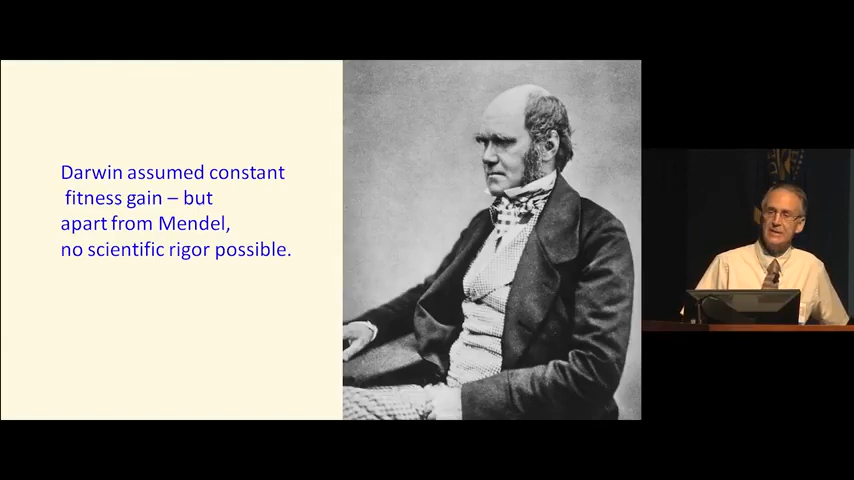 Darwin assumed constant
fitness gain – but
apart from Mendel,
no scientific rigor possible.